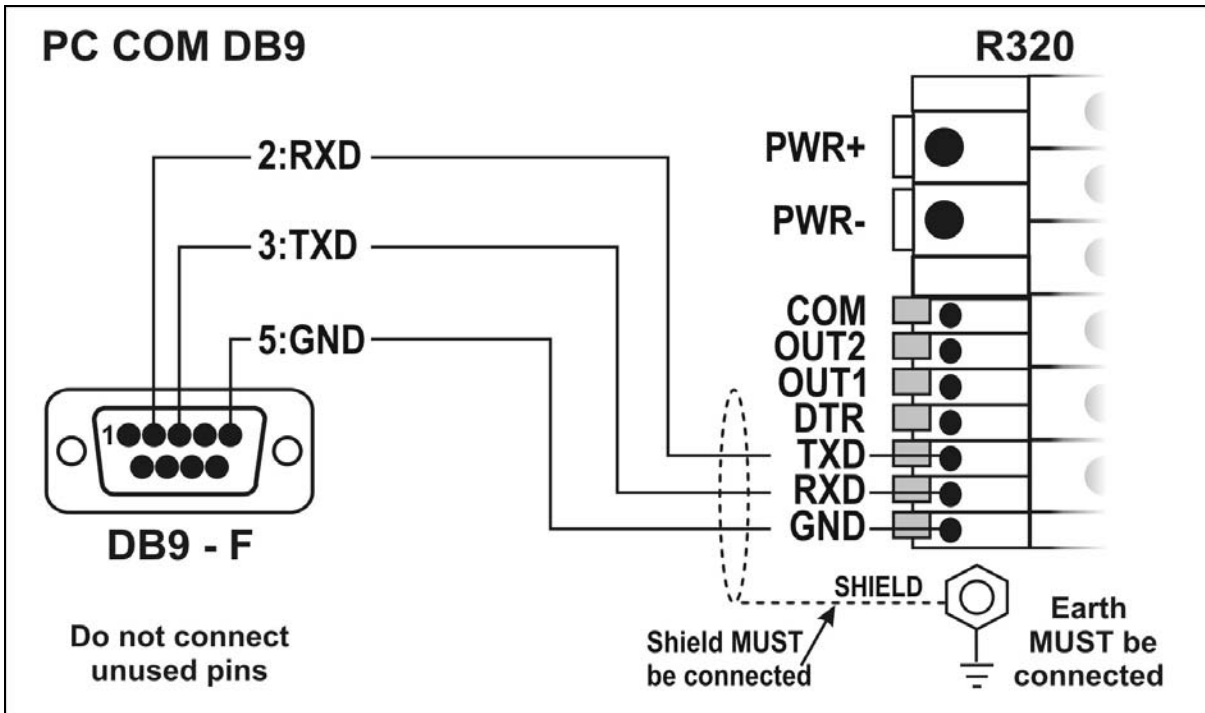 PC COM DB9
R320
2:RXD
3:TXD
5:GND
1
DB9 - F
Do not connect
unused pins
PWR+
PWR-
COM
OUT2
OUT1
DTR
TXD
RXD
GND
SHIELD
Shield MUST
be connected
Earth
MUST be
connected